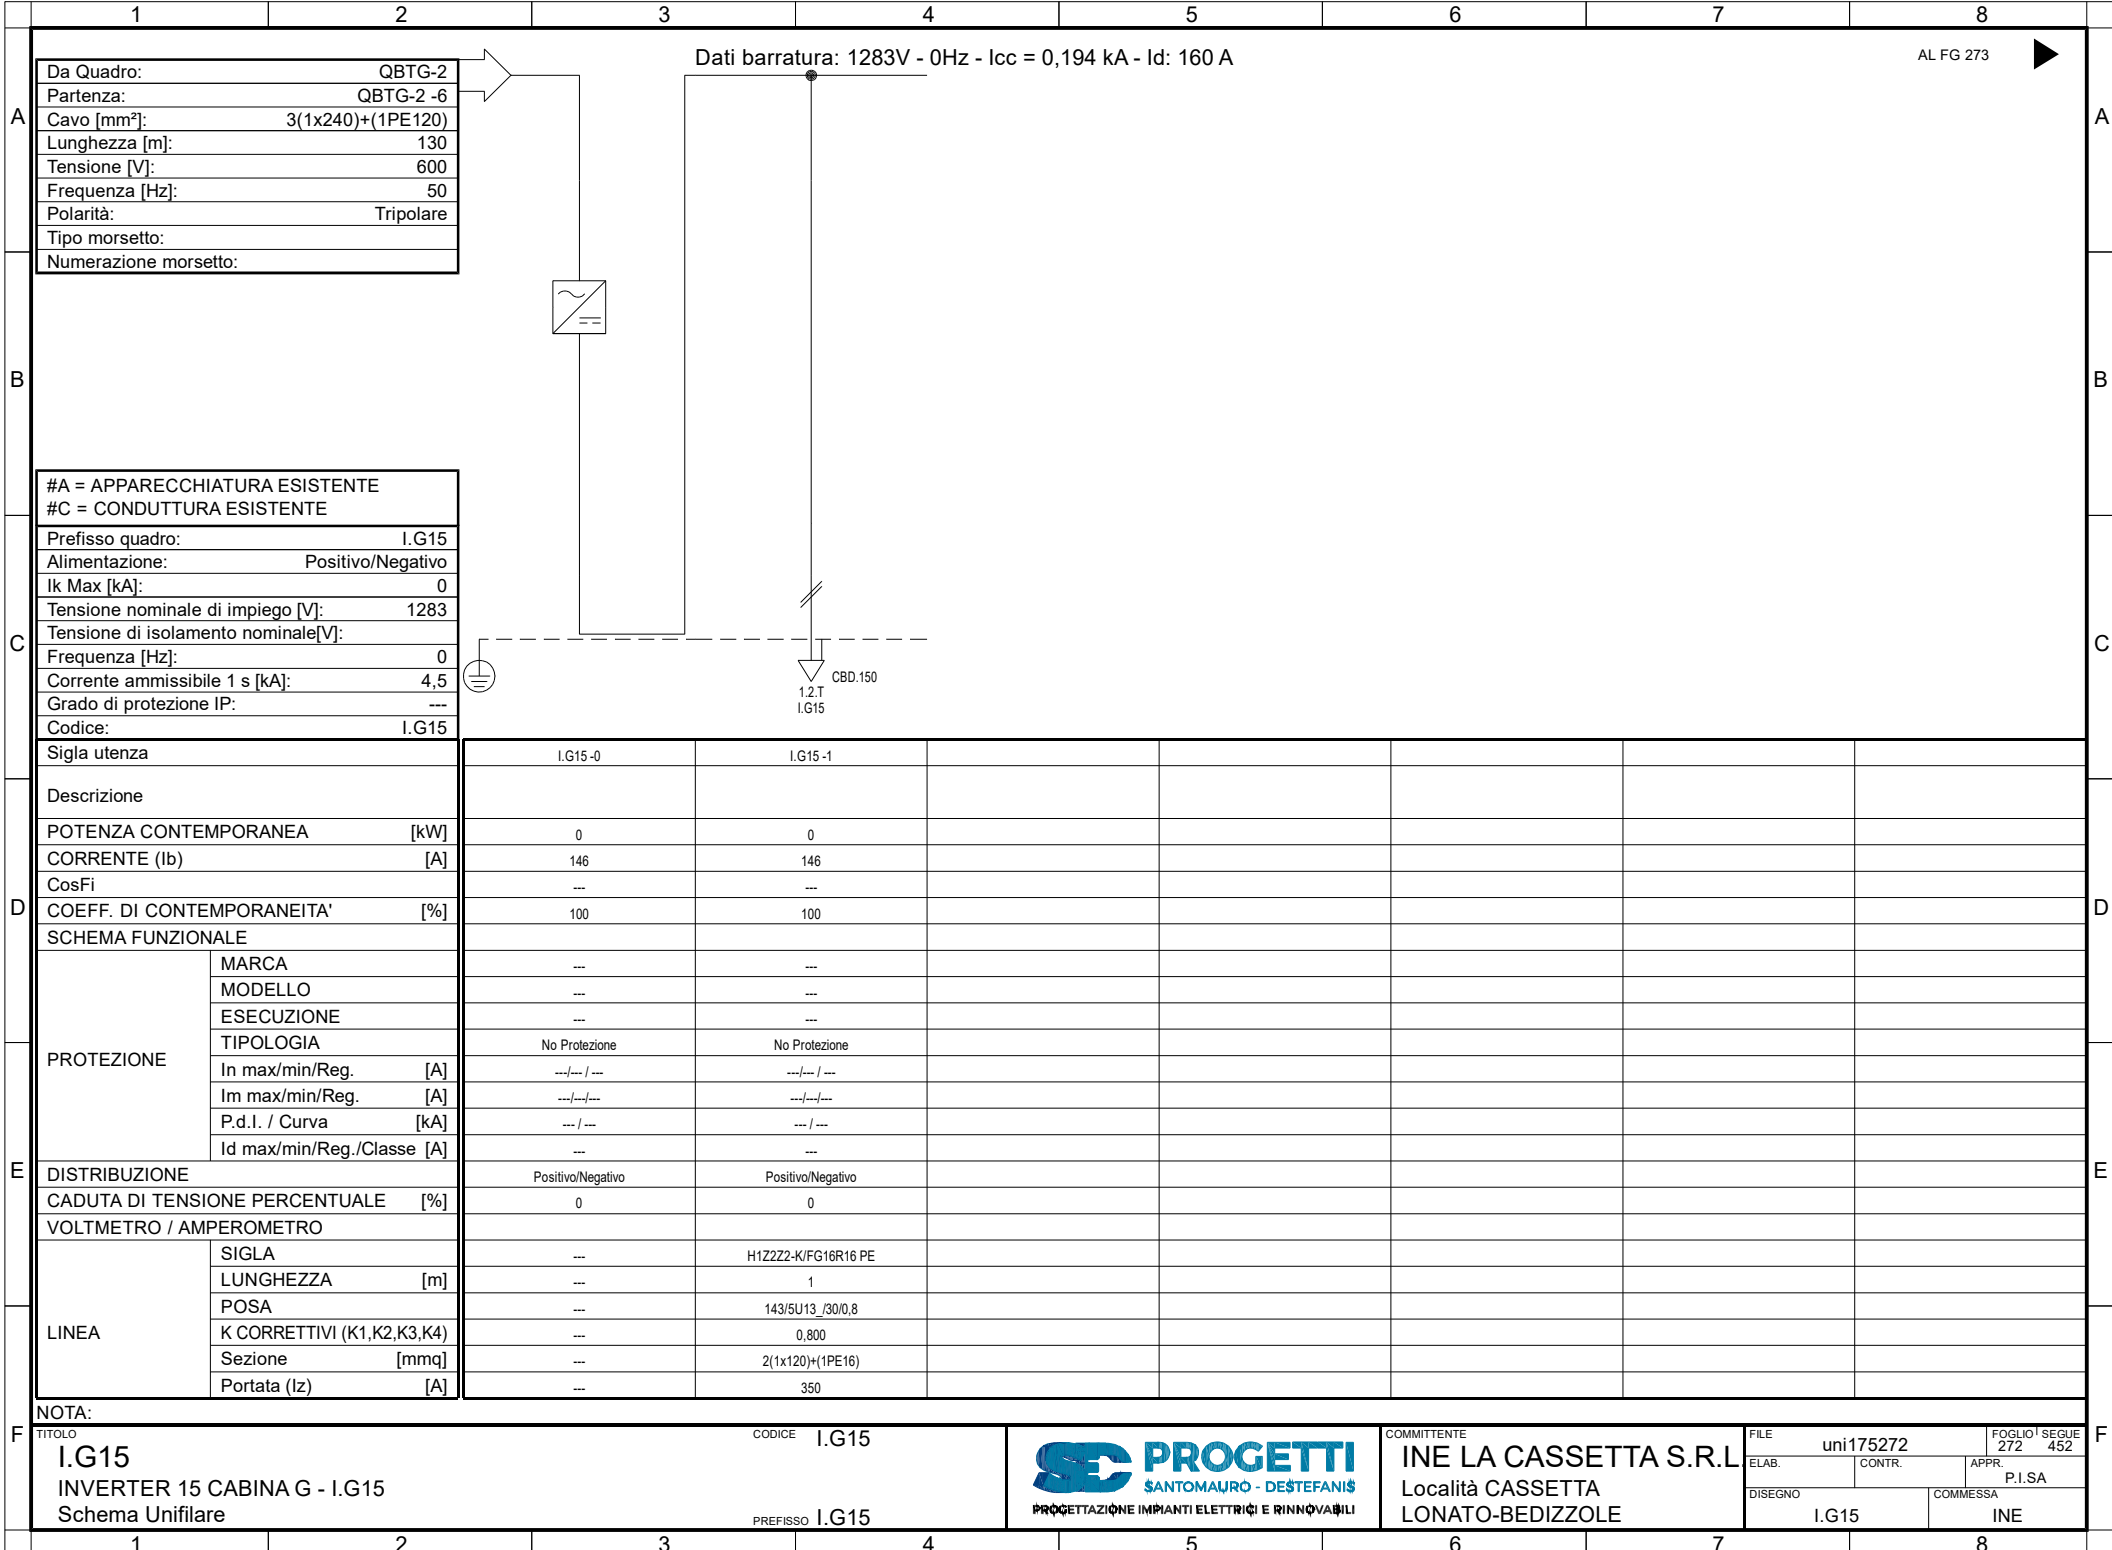 1 2 3 4 5 6 7 8
Dati barratura: 1283V - 0Hz - Icc = 0,194 kA - Id: 160 A
AL FG 273
Da Quadro: QBTG-2
Partenza: QBTG-2 -6
Cavo [mm²]: 3(1x240)+(1PE120)
Lunghezza [m]: 130
Tensione [V]: 600
Frequenza [Hz]: 50
Polarità: Tripolare
Tipo morsetto:
Numerazione morsetto:
A A
B B
#A = APPARECCHIATURA ESISTENTE
#C = CONDUTTURA ESISTENTE
Prefisso quadro: I.G15
Alimentazione: Positivo/Negativo
Ik Max [kA]: 0
Tensione nominale di impiego [V]: 1283
Tensione di isolamento nominale[V]:
Frequenza [Hz]: 0
Corrente ammissibile 1 s [kA]: 4,5
Grado di protezione IP: ---
Codice: I.G15
C C
CBD.150
1.2.T
I.G15
Sigla utenza I.G15 -0 I.G15 -1
Descrizione
POTENZA CONTEMPORANEA [kW] 0 0
CORRENTE (Ib) [A] 146 146
CosFi --- ---
D D
COEFF. DI CONTEMPORANEITA' [%] 100 100
SCHEMA FUNZIONALE
PROTEZIONE
MARCA --- ---
MODELLO --- ---
ESECUZIONE --- ---
TIPOLOGIA No Protezione No Protezione
In max/min/Reg. [A] ---/--- / --- ---/--- / ---
Im max/min/Reg. [A] ---/---/--- ---/---/---
P.d.I. / Curva [kA] --- / --- --- / ---
Id max/min/Reg./Classe [A] --- ---
E E
DISTRIBUZIONE Positivo/Negativo Positivo/Negativo
CADUTA DI TENSIONE PERCENTUALE [%] 0 0
VOLTMETRO / AMPEROMETRO
LINEA
SIGLA --- H1Z2Z2-K/FG16R16 PE
LUNGHEZZA [m] --- 1
POSA --- 143/5U13_/30/0,8
K CORRETTIVI (K1,K2,K3,K4) --- 0,800
Sezione [mmq] --- 2(1x120)+(1PE16)
Portata (Iz) [A] --- 350
NOTA:
F F
TITOLO
I.G15
INVERTER 15 CABINA G - I.G15
Schema Unifilare
CODICE I.G15
PREFISSO I.G15
PROGETTI
SANTOMAURO - DESTEFANIS
PROGETTAZIONE IMPIANTI ELETTRICI E RINNOVABILI
COMMITTENTE
INE LA CASSETTA S.R.L.
Località CASSETTA
LONATO-BEDIZZOLE
FILE uni175272
FOGLIO 272 SEGUE 452
ELAB. CONTR. APPR. P.I.SA
DISEGNO I.G15
COMMESSA INE
1 2 3 4 5 6 7 8